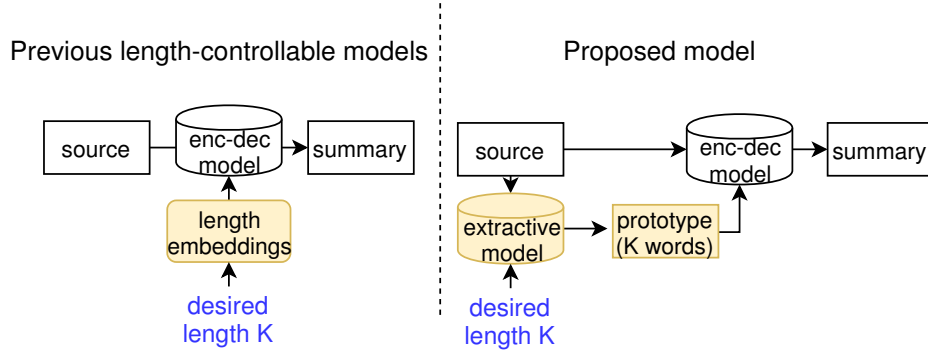 Previous length-controllable models
source
enc-dec
model
summary
length
embeddings
desired
length K
Proposed model
source
enc-dec
model
summary
extractive
model
prototype
(K words)
desired
length K